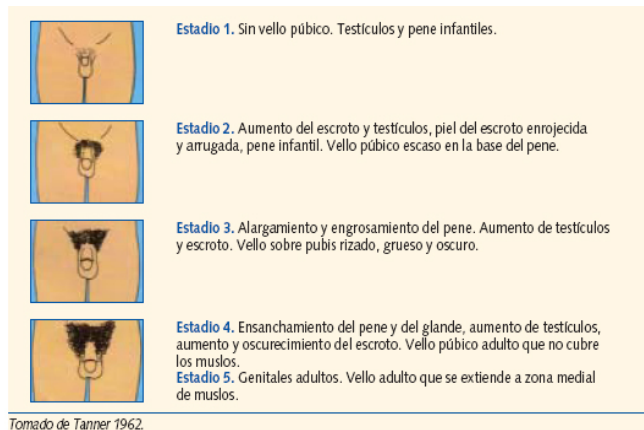 Estadio 1. Sin vello púbico. Testículos y pene infantiles.
Estadio 2. Aumento del escroto y testículos, piel del escroto enrojecida
y arrugada, pene infantil. Vello púbico escaso en la base del pene.
Estadio 3. Alargamiento y engrosamiento del pene. Aumento de testículos
y escroto. Vello sobre pubis rizado, grueso y oscuro.
Estadio 4. Ensanchamiento del pene y del glande, aumento de testículos,
aumento y oscurecimiento del escroto. Vello púbico adulto que no cubre
los muslos.
Estadio 5. Genitales adultos. Vello adulto que se extiende a zona medial
de muslos.
Tomado de Tanner 1962.